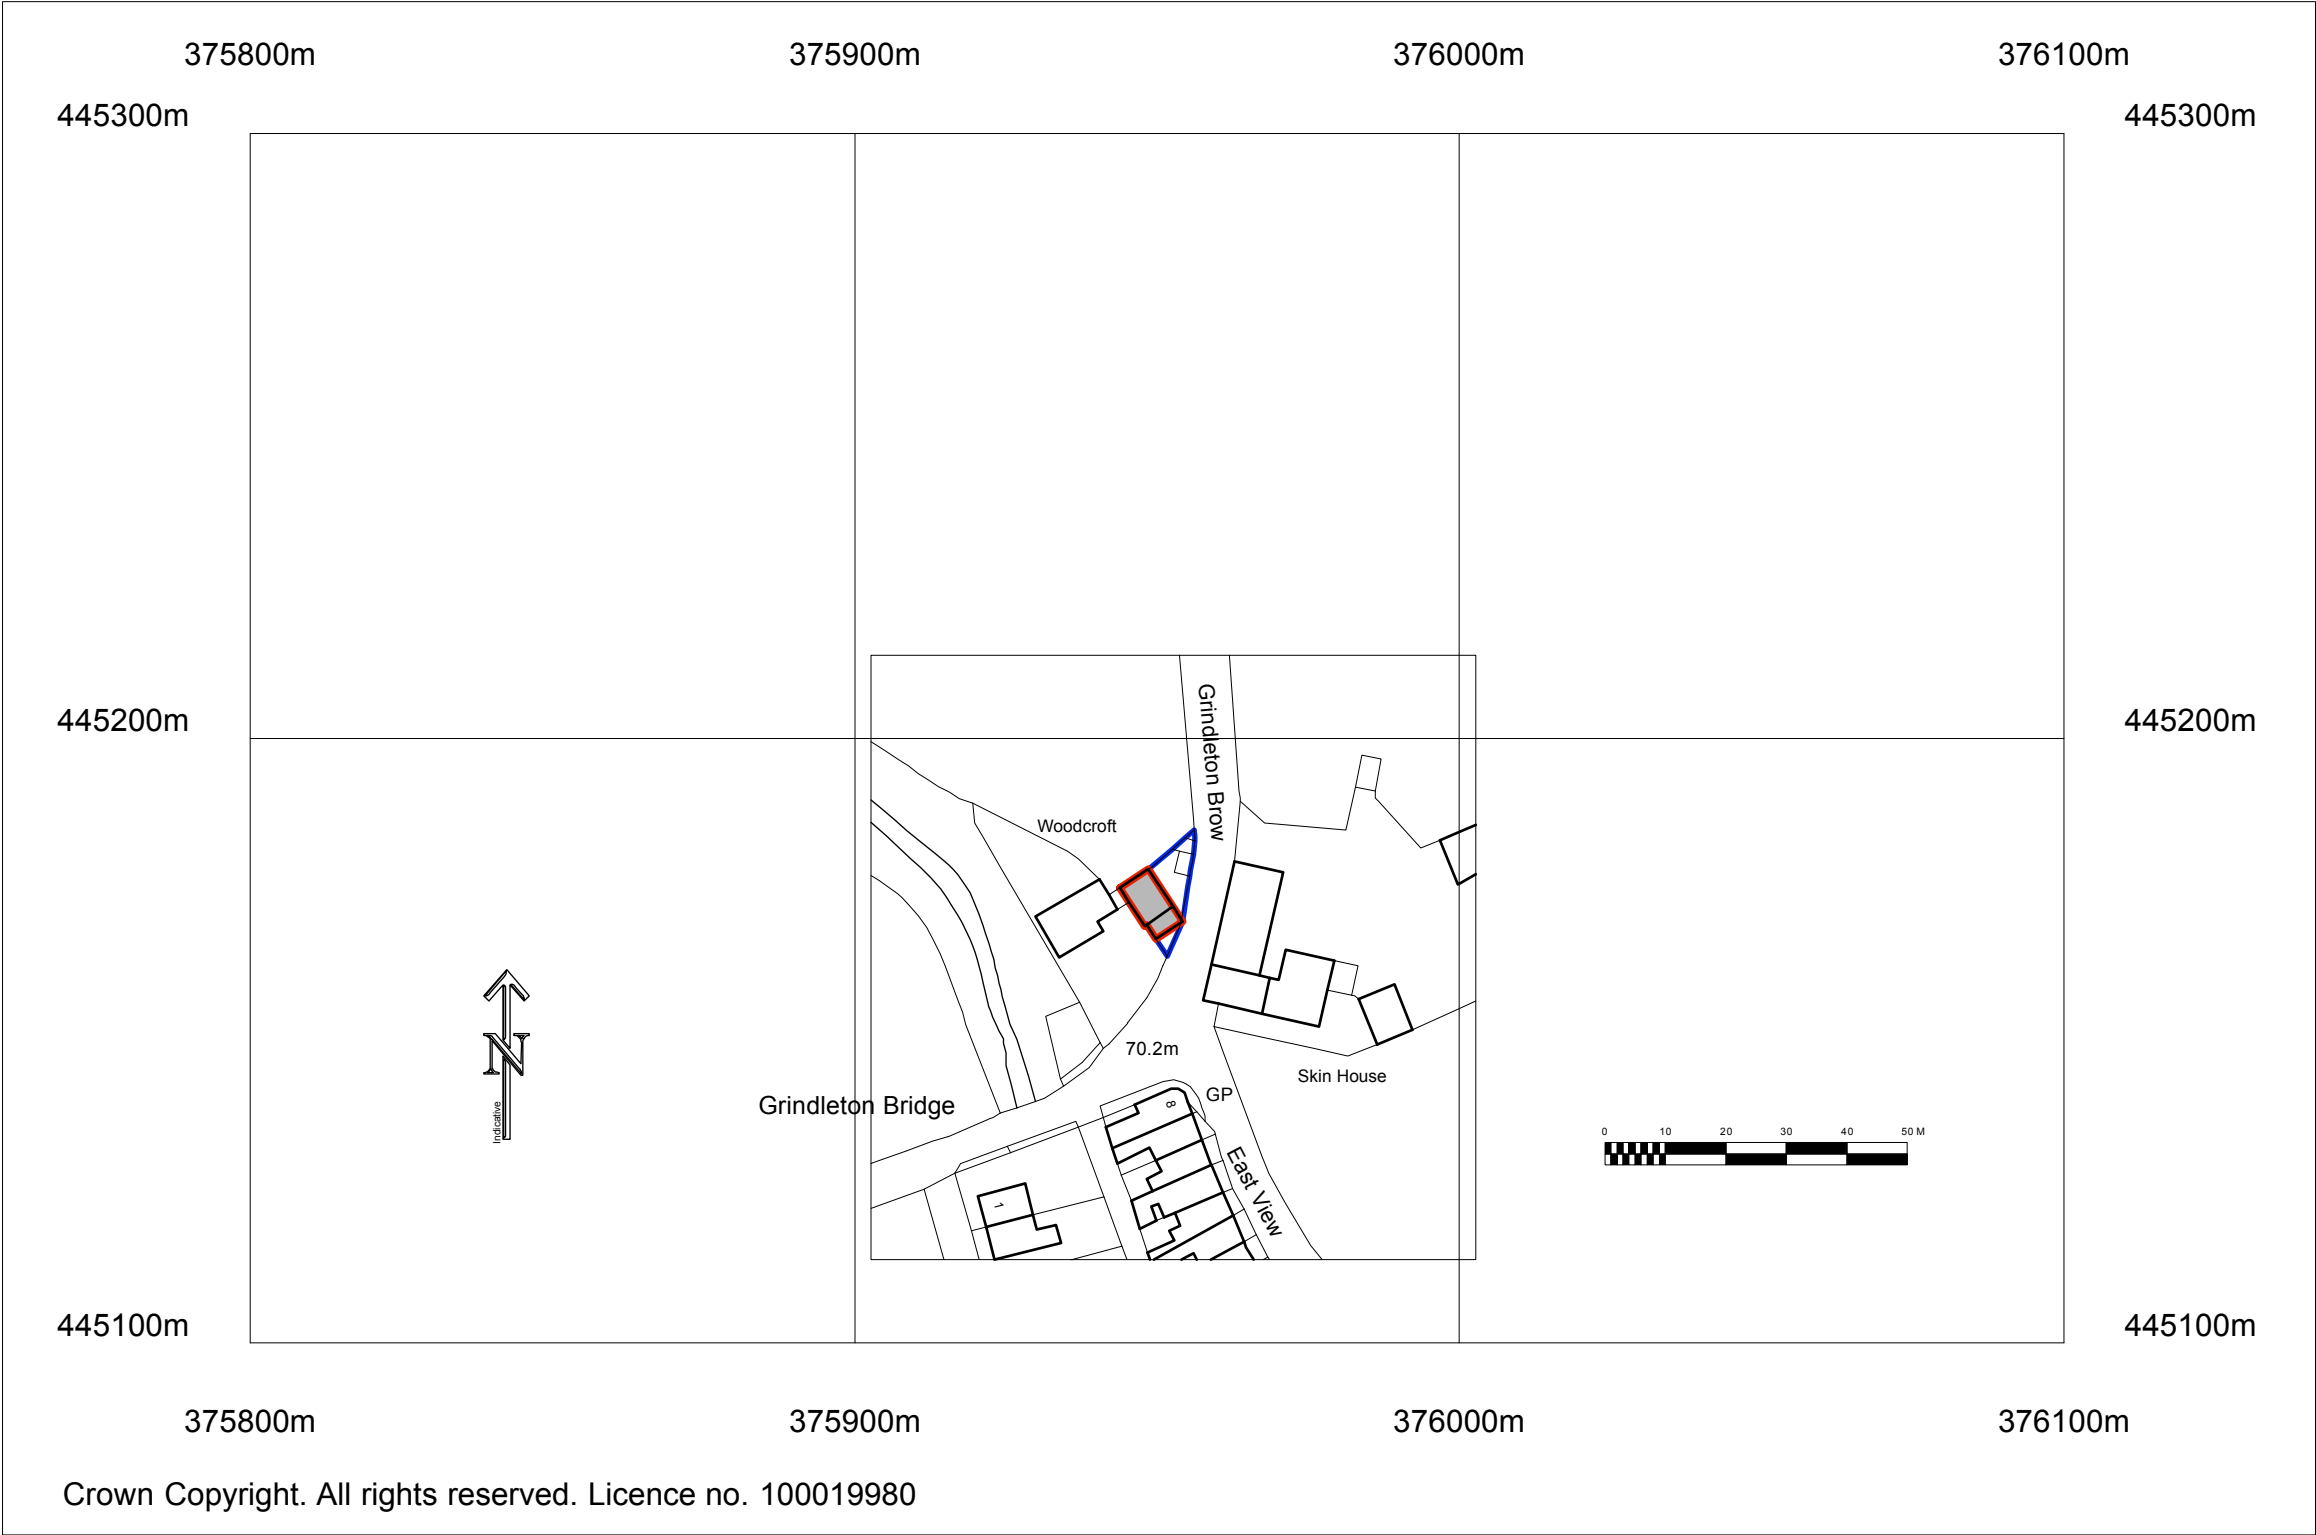 375800m 375900m 376000m 376100m
445300m 445300m
445200m 445200m
Grindleton Brow
Woodcroft
70.2m
Skin House
GP
Grindleton Bridge
8
East View
1
N
Indicative
0 10 20 30 40 50 M
445100m 445100m
375800m 375900m 376000m 376100m
Crown Copyright. All rights reserved. Licence no. 100019980